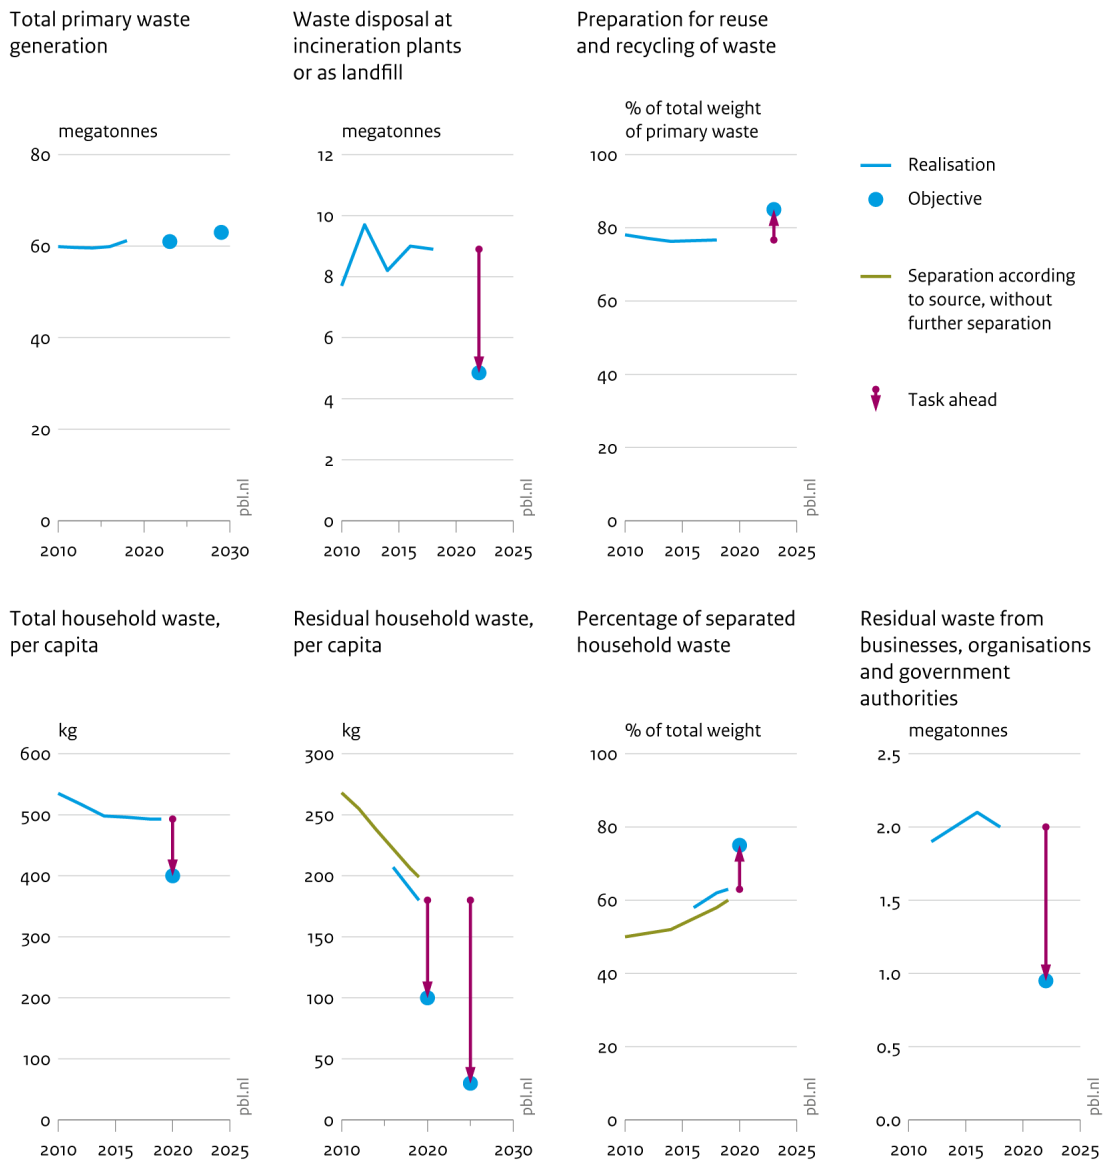 Total primary waste
generation
megatonnes
80
60
40
20
0
2010 2020 2030
pbl.nl
Waste disposal at
incineration plants
or as landfill
megatonnes
12
10
8
6
4
2
0
2010 2015 2020 2025
pbl.nl
Preparation for reuse
and recycling of waste
% of total weight
of primary waste
100
80
60
40
20
0
2010 2015 2020 2025
pbl.nl
Realisation
Objective
Separation according
to source, without
further separation
Task ahead
Total household waste,
per capita
kg
600
500
400
300
200
100
0
2010 2015 2020 2025
pbl.nl
Residual household waste,
per capita
kg
300
250
200
150
100
50
0
2010 2020 2030
pbl.nl
Percentage of separated
household waste
% of total weight
100
80
60
40
20
0
2010 2015 2020 2025
pbl.nl
Residual waste from
businesses, organisations
and government
authorities
megatonnes
2.5
2.0
1.5
1.0
0.5
0.0
2010 2015 2020 2025
pbl.nl